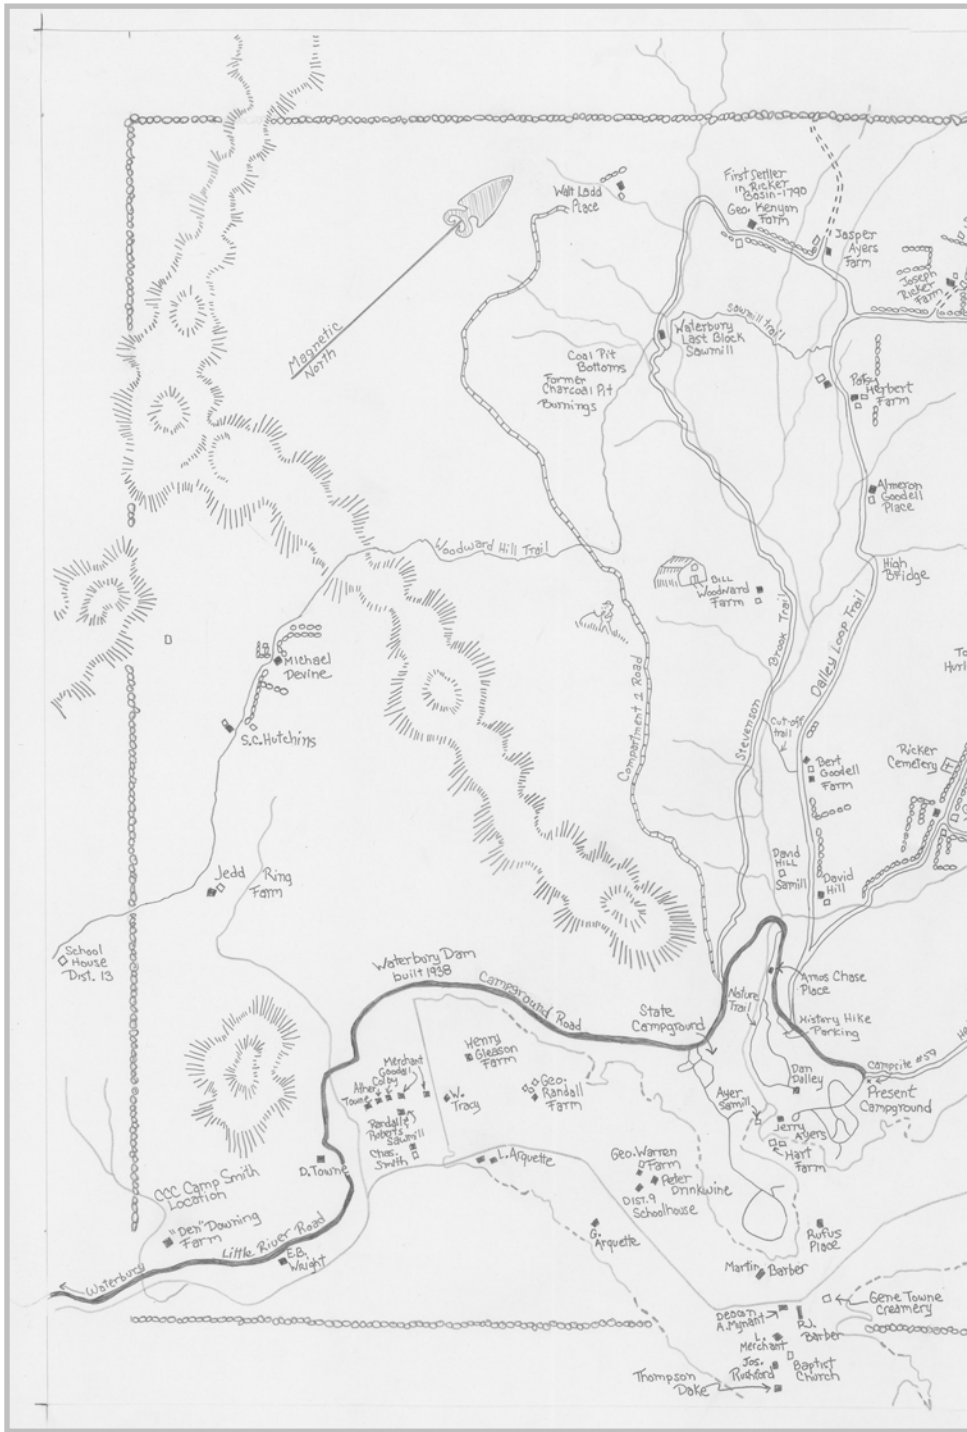 Walt Ladd
Place
First Settler
in Ricker
Basin-1790
Geo. Kenyon
Farm
Jasper
Ayers
Farm
Joseph
Ricker
Farm
Magnetic
North
Sawmill Trail
Waterbury
Last Block
Sawmill
Coal Pit
Bottoms
Former
Charcoal Pit
Burnings
Patsy
Herbert
Farm
Almeron
Goodell
Place
Woodward Hill Trail
High
Bridge
BILL
Woodward
Farm
Stevenson Brook Trail
Dalley Loop Trail
Compartment 2 Road
Cut-off
trail
Michael
Devine
S.C. Hutchins
To
Ricker
Cemetery
Bert
Goodell
Farm
David
HILL
Samill
David
Hill
Jedd Ring
Farm
School
House
Dist. 13
Waterbury Dam
built 1938
Campground Road
State
Campground
Nature
Trail
Amos Chase
Place
History Hike
Parking
Campsite #59
Present
Campground
Henry
Gleason
Farm
Merchant
Goodall
Colby
Ather
Towne
W.
Tracy
Geo.
Randall
Farm
Randall
Roberts
Sawmill
Chas.
Smith
Dan
Dalley
Ayer
Samill
Jerry
Ayers
Hart
Farm
D. Towne
L. Arquette
Geo. Warren
Farm
Peter
Drinkwine
DIST. 9
Schoolhouse
CCC Camp Smith
Location
"Den" Downing
Farm
Little River Road
E.B.
Wright
G.
Arquette
Rufus
Place
Martin Barber
Waterbury
Gene Towne
Creamery
Deacon
A. Mynant
R.J.
Barber
L.
Merchant
Jos.
Rushford
Baptist
Church
Thompson
Dake